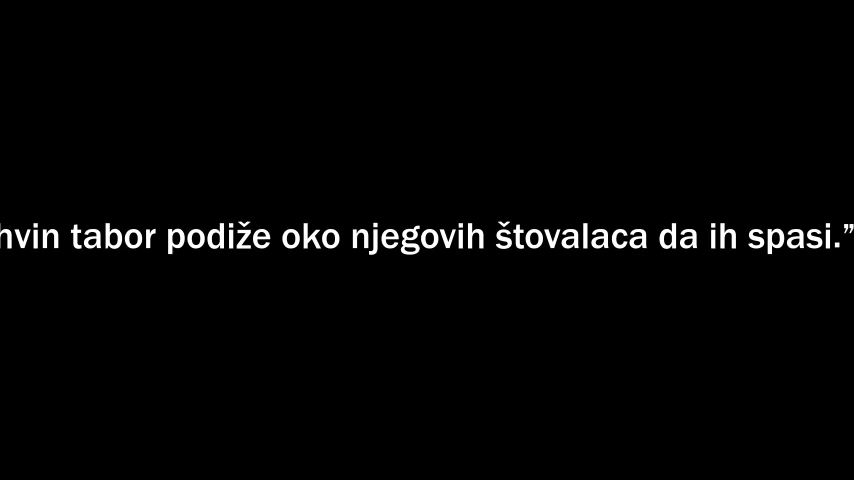 hvin tabor podiže oko njegovih štovalaca da ih spasi.”